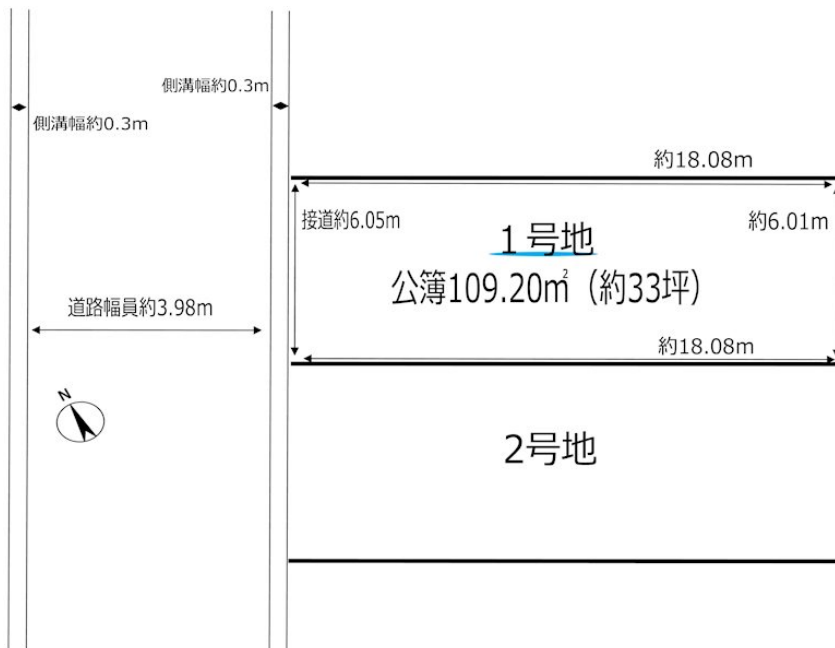 側溝幅約0.3m
側溝幅約0.3m
約18.08m
接道約6.05m
約6.01m
1号地
公簿109.20㎡（約33坪）
道路幅員約3.98m
約18.08m
N
2号地